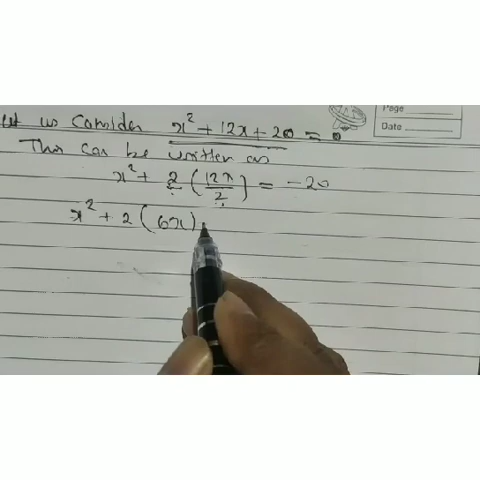 Let us Consider x² + 12x + 20 = 0
Page
Date
This can be written as
x² + 2 (12x/2) = -20
x² + 2 (6x)